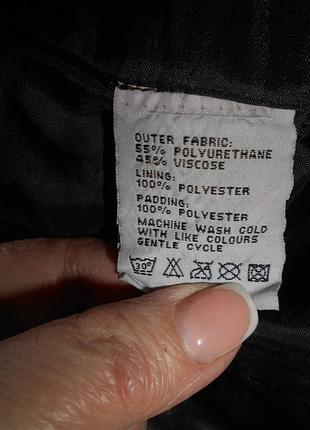 OUTER FABRIC:
55% POLYURETHANE
45% VISCOSE
LINING:
100% POLYESTER
PADDING:
100% POLYESTER
MACHINE WASH COLD
WITH LIKE COLOURS
GENTLE CYCLE
30°